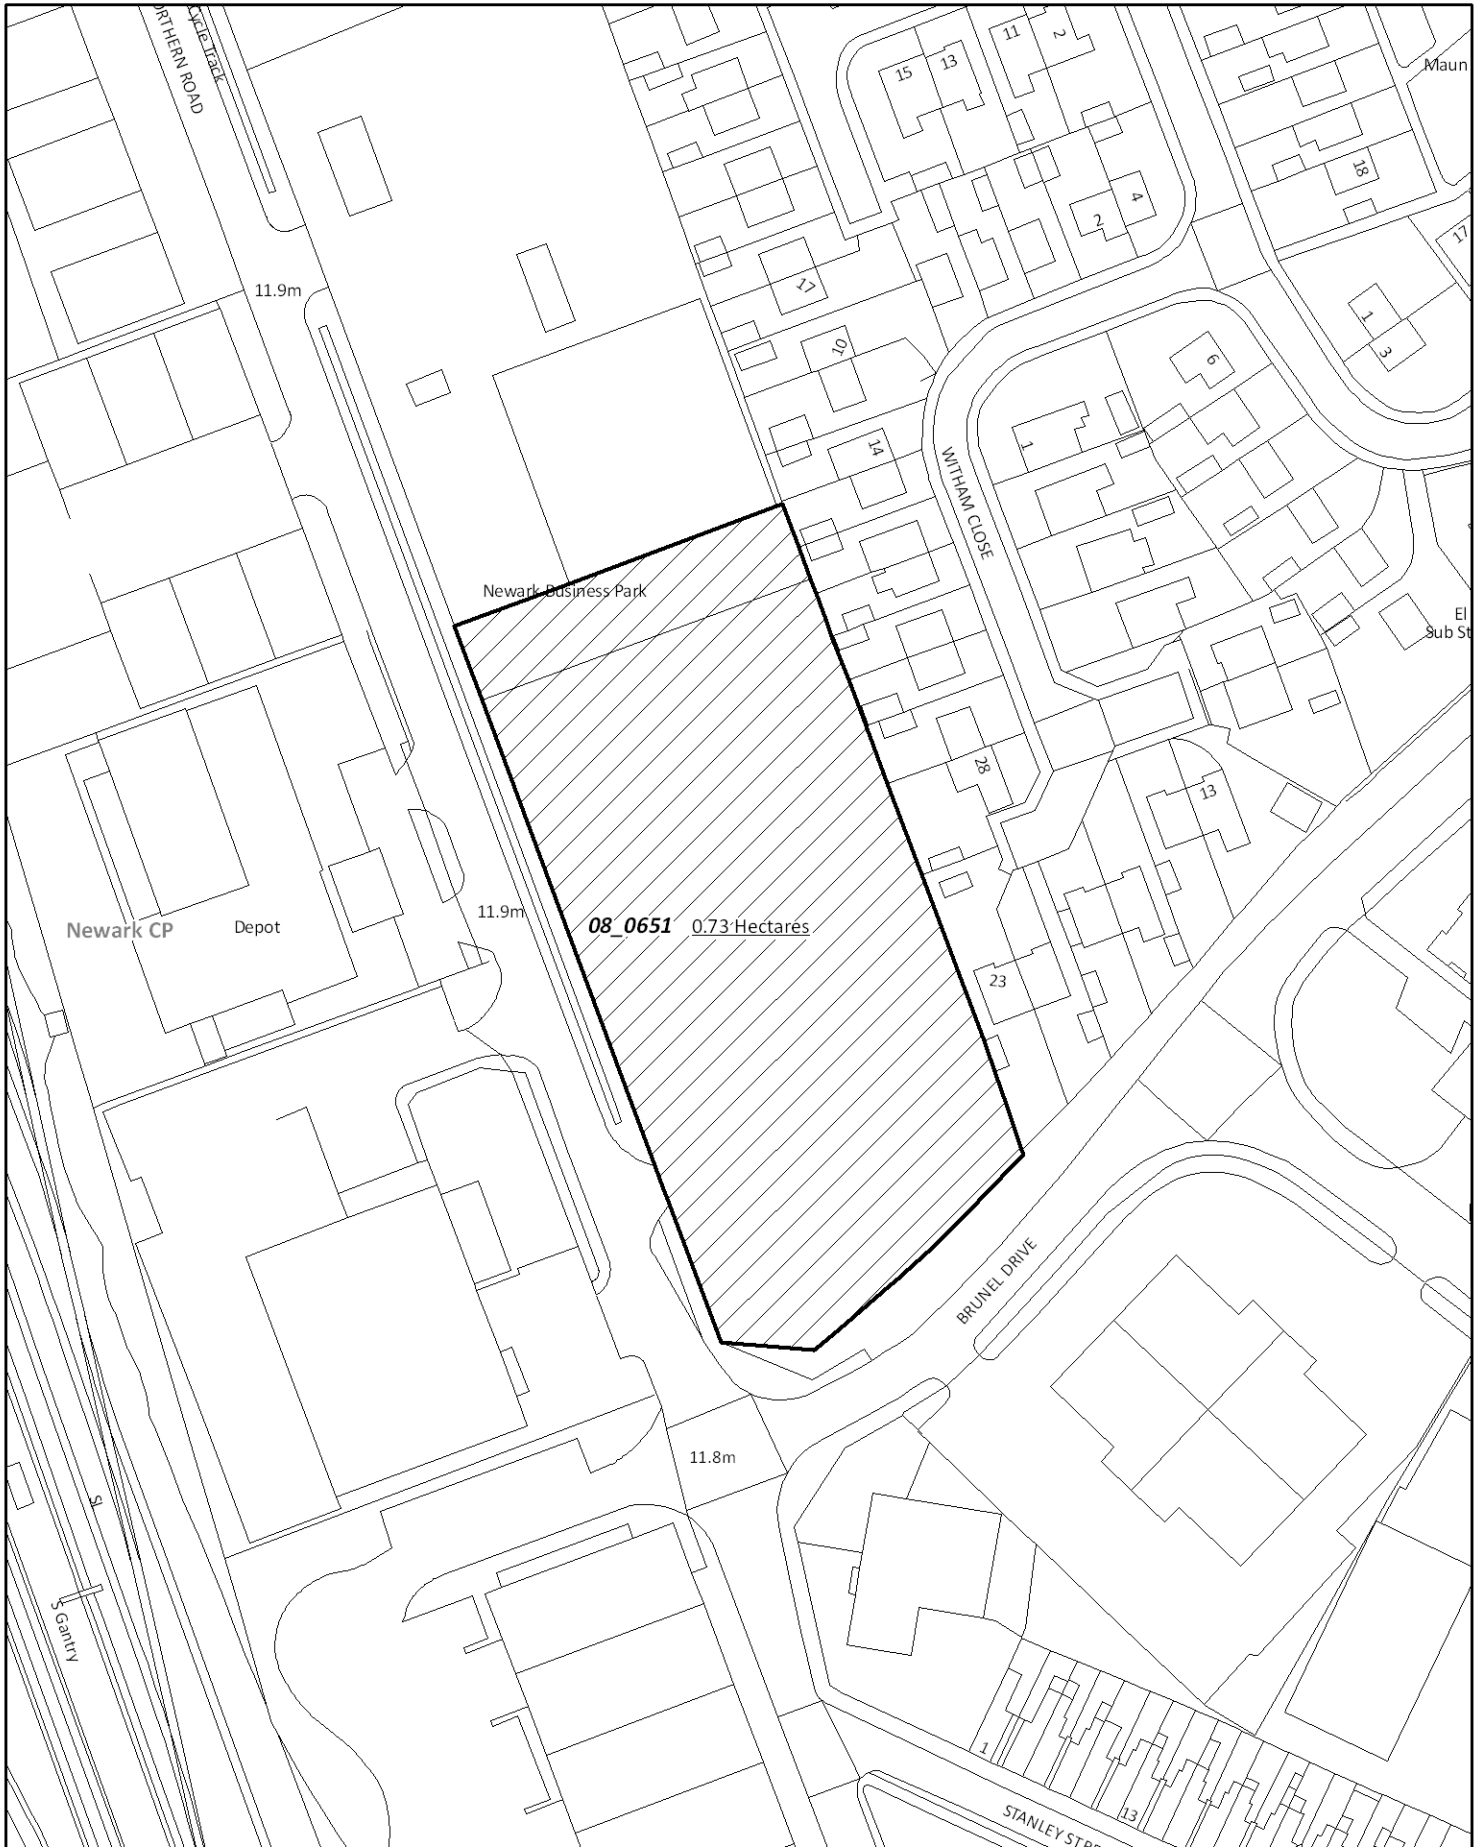 ORTHERN ROAD
Cycle Track
15
13
11
2
Maun
18
4
2
17
17
11.9m
1
3
10
6
1
14
WITHAM CLOSE
Newark Business Park
El
Sub St
28
13
11.9m
08_0651 0.73 Hectares
Newark CP
Depot
23
BRUNEL DRIVE
11.8m
Sl
S Gantry
1
13
STANLEY STRE